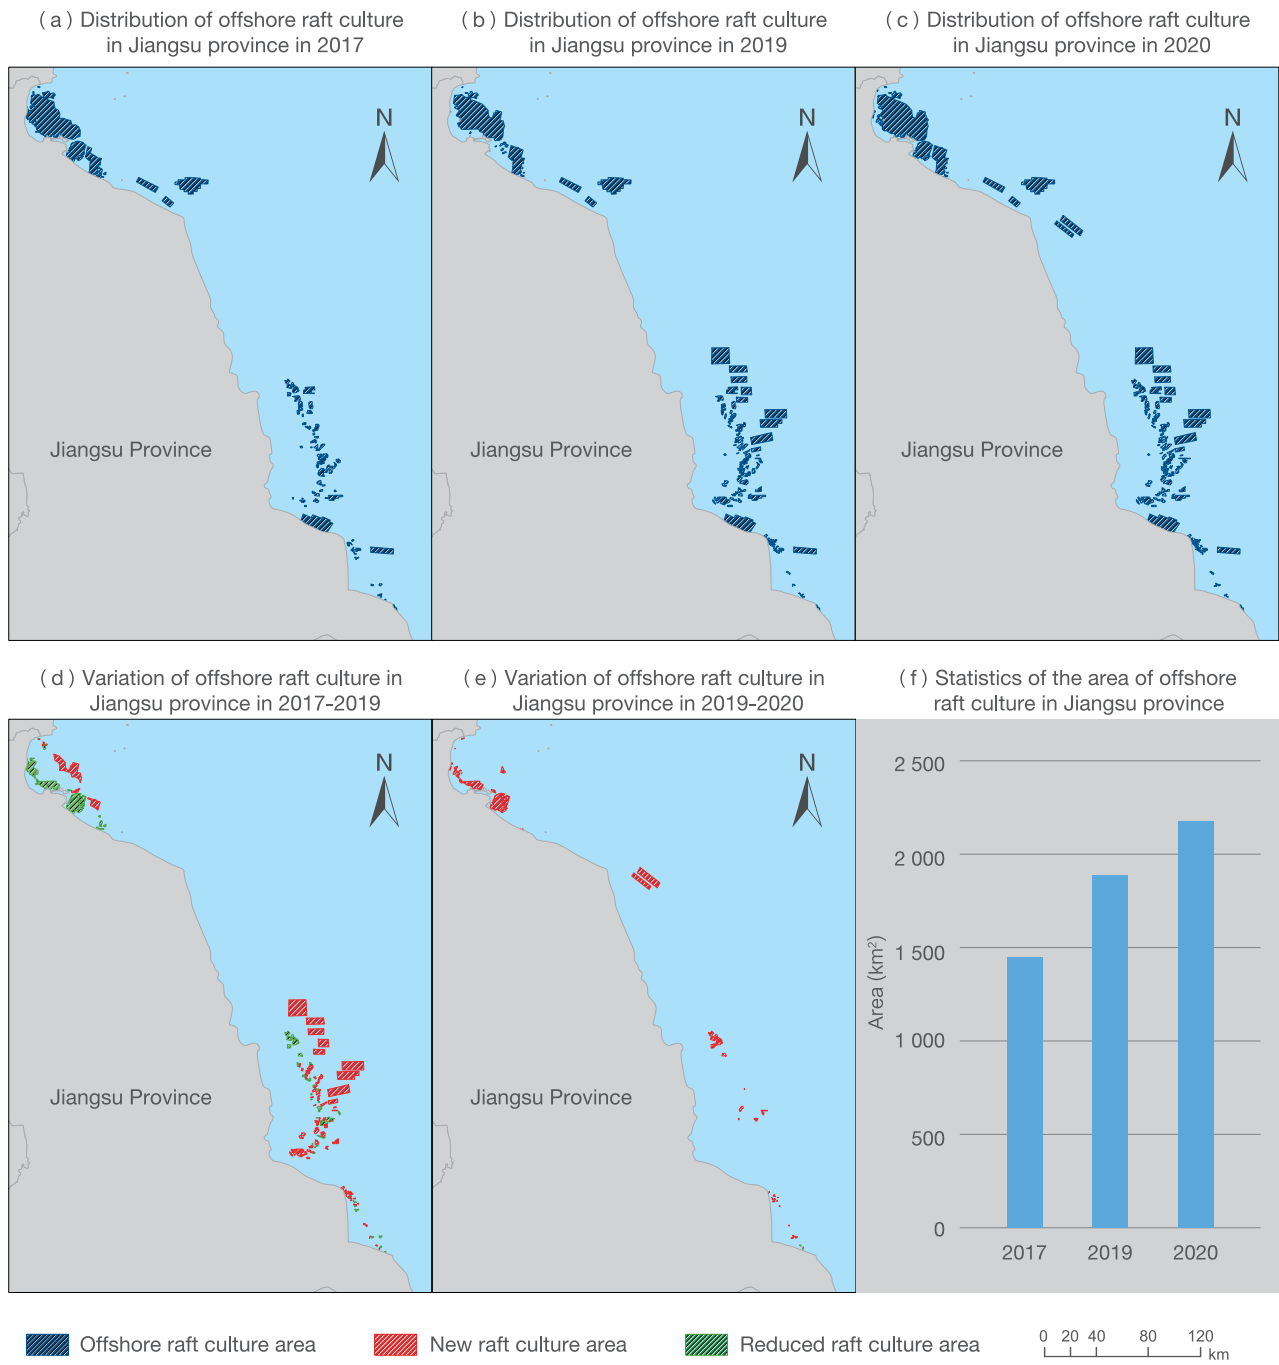 ( a ) Distribution of offshore raft culture
in Jiangsu province in 2017
( b ) Distribution of offshore raft culture
in Jiangsu province in 2019
( c ) Distribution of offshore raft culture
in Jiangsu province in 2020
N
Jiangsu Province
N
Jiangsu Province
N
Jiangsu Province
( d ) Variation of offshore raft culture in
Jiangsu province in 2017-2019
( e ) Variation of offshore raft culture in
Jiangsu province in 2019-2020
( f ) Statistics of the area of offshore
raft culture in Jiangsu province
N
Jiangsu Province
N
Jiangsu Province
Area (km²)
2 500
2 000
1 500
1 000
500
0
2017 2019 2020
Offshore raft culture area
New raft culture area
Reduced raft culture area
0 20 40 80 120
km